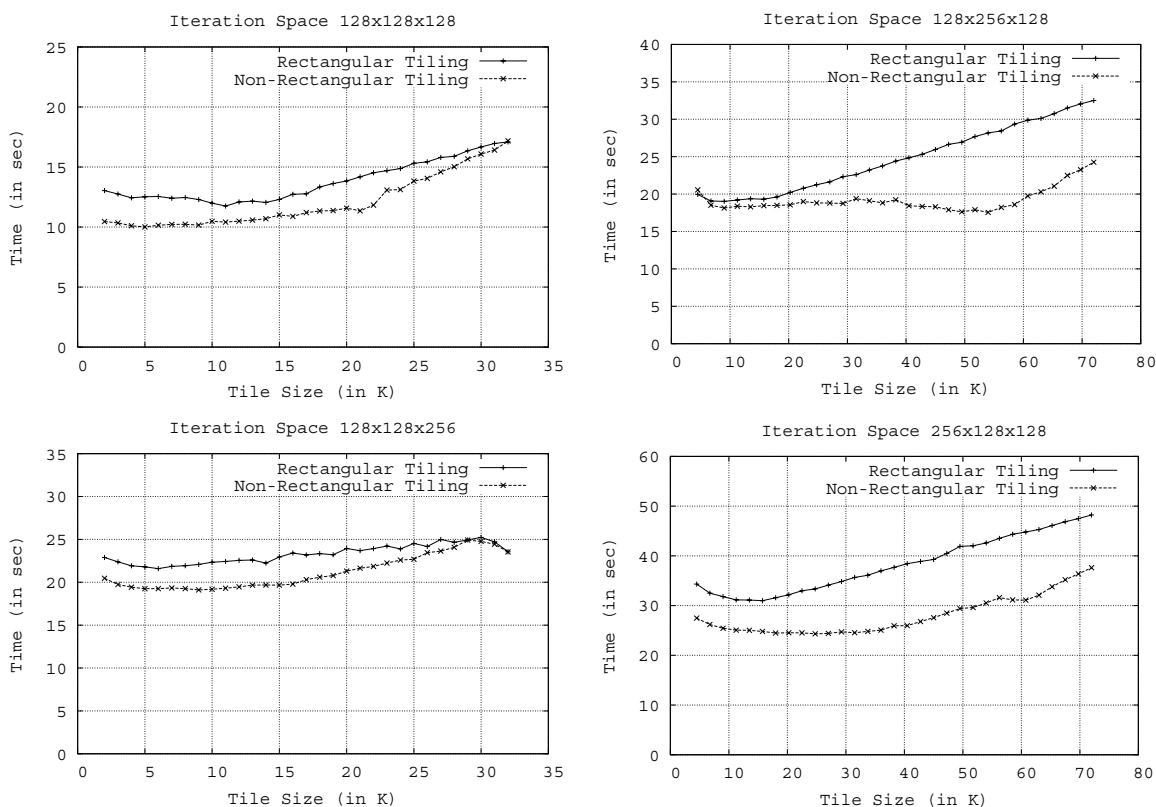 Iteration Space 128x128x128
25
20
15
10
5
0
0 5 10 15 20 25 30 35
Time (in sec)
Tile Size (in K)
Rectangular Tiling
Non-Rectangular Tiling
Iteration Space 128x256x128
40
35
30
25
20
15
10
5
0
0 10 20 30 40 50 60 70 80
Time (in sec)
Tile Size (in K)
Rectangular Tiling
Non-Rectangular Tiling
Iteration Space 128x128x256
35
30
25
20
15
10
5
0
0 5 10 15 20 25 30 35
Time (in sec)
Tile Size (in K)
Rectangular Tiling
Non-Rectangular Tiling
Iteration Space 256x128x128
60
50
40
30
20
10
0
0 10 20 30 40 50 60 70 80
Time (in sec)
Tile Size (in K)
Rectangular Tiling
Non-Rectangular Tiling